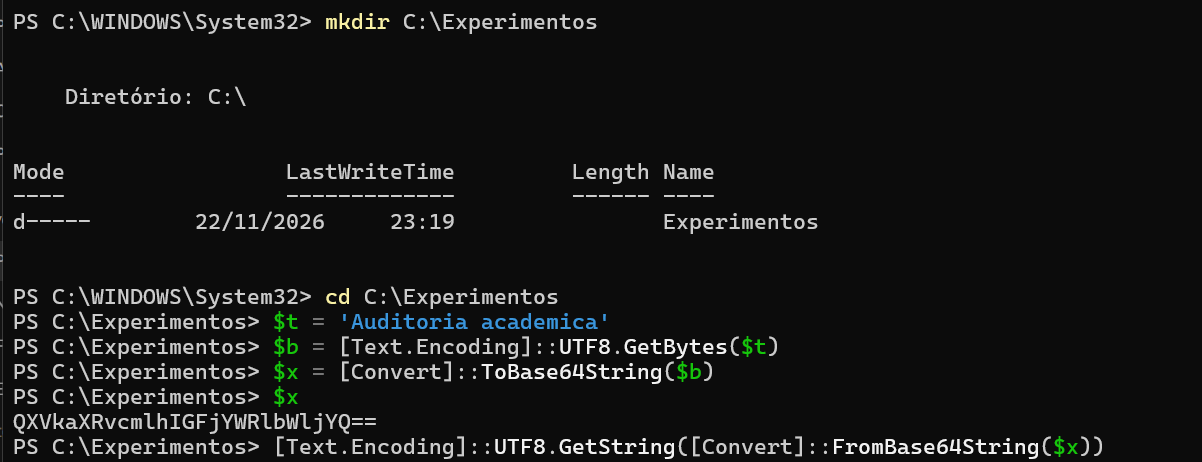 PS C:\WINDOWS\System32> mkdir C:\Experimentos
Diretório: C:\
Mode LastWriteTime Length Name
---- ------------- ------ ----
d----- 22/11/2026 23:19 Experimentos
PS C:\WINDOWS\System32> cd C:\Experimentos
PS C:\Experimentos> $t = 'Auditoria academica'
PS C:\Experimentos> $b = [Text.Encoding]::UTF8.GetBytes($t)
PS C:\Experimentos> $x = [Convert]::ToBase64String($b)
PS C:\Experimentos> $x
QXVkaXRvcmlhIGFjYWRlbWljYQ==
PS C:\Experimentos> [Text.Encoding]::UTF8.GetString([Convert]::FromBase64String($x))